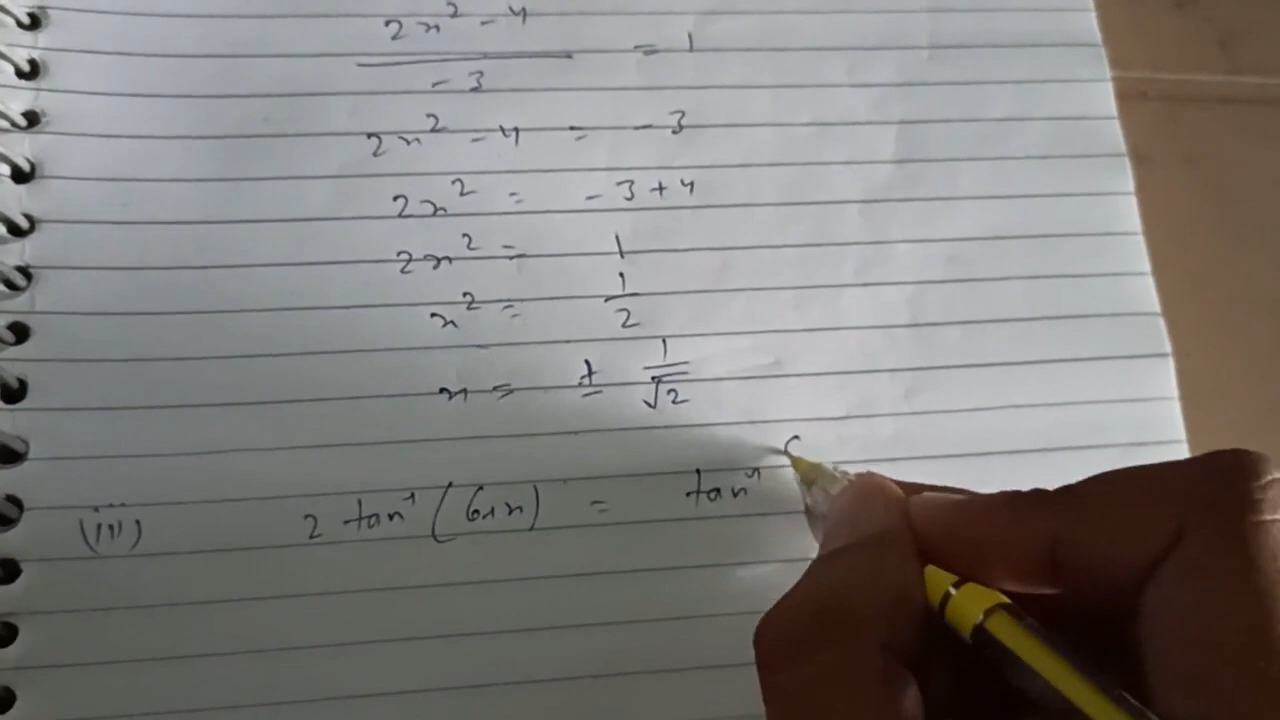 2x² - 4 / -3 = 1
2x² - 4 = -3
2x² = -3 + 4
2x² = 1
x² = 1/2
x = ± 1/√2
(iii) 2 tan⁻¹ (Cosx) = tan⁻¹ (